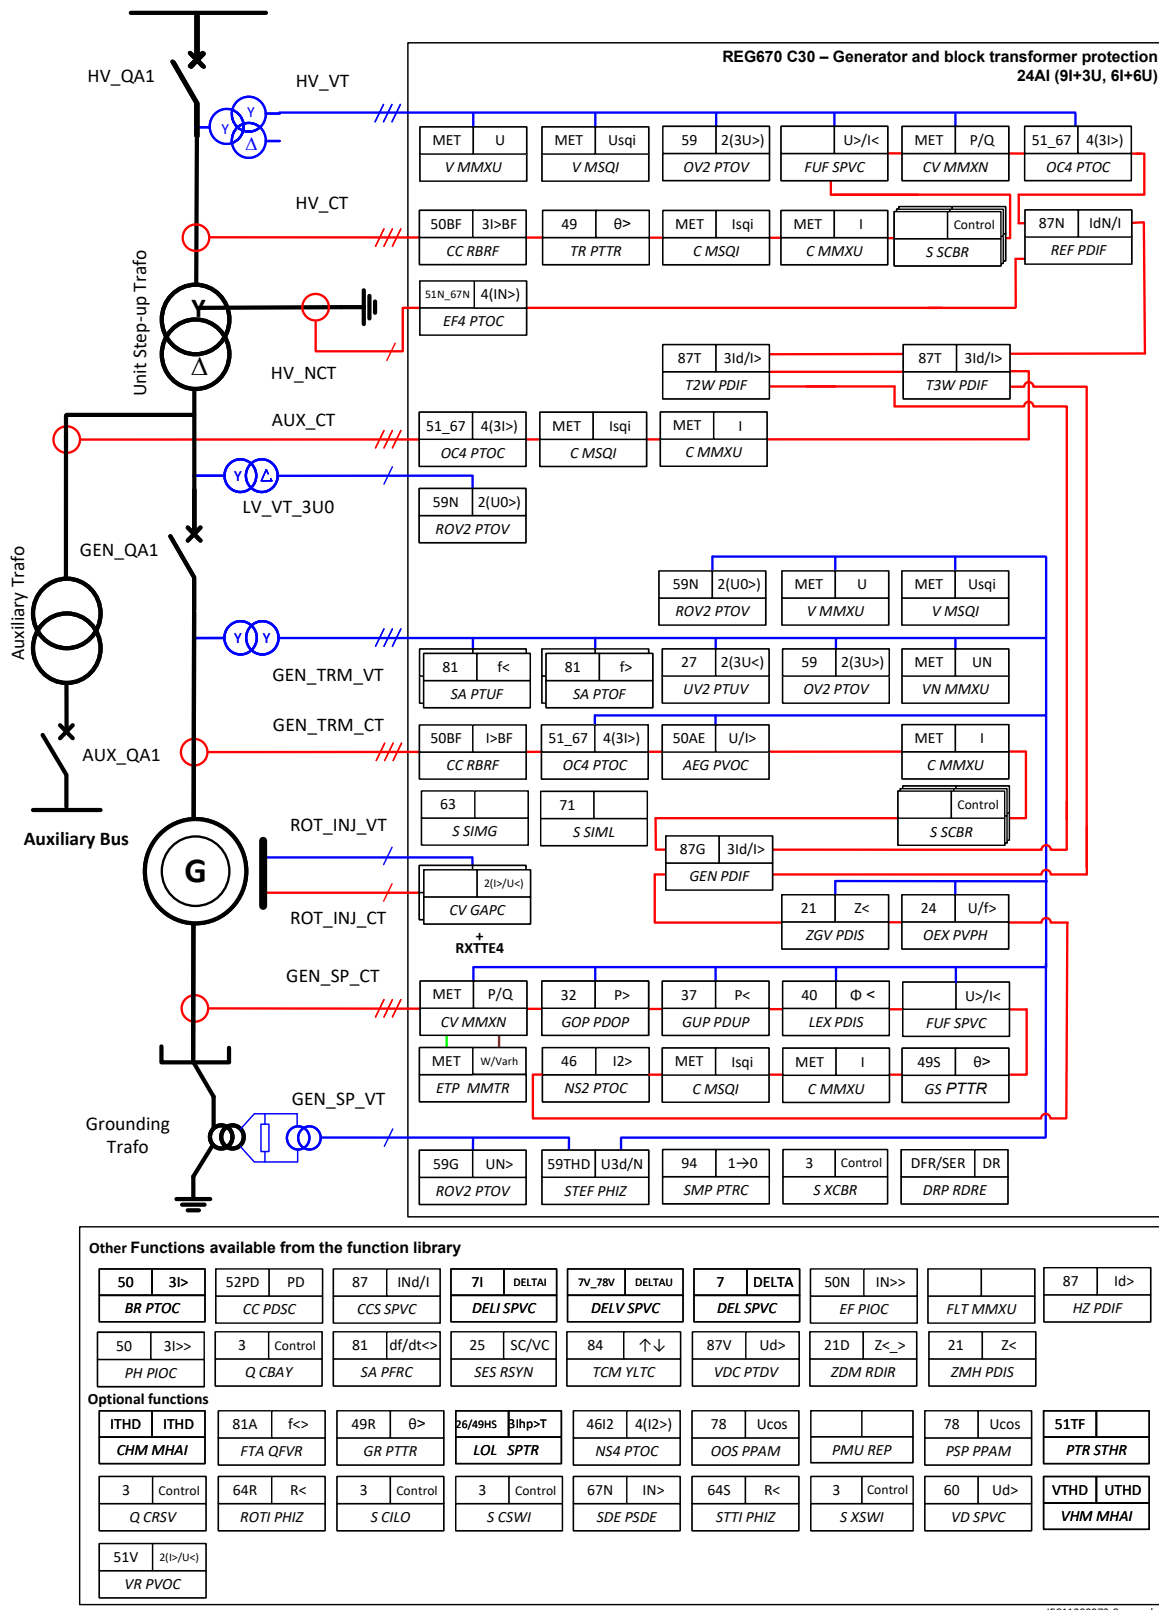 REG670 C30 – Generator and block transformer protection
24AI (9I+3U, 6I+6U)
HV_QA1
HV_VT
Y
Y
Δ
MET U
V MMXU
MET Usqi
V MSQI
59 2(3U>)
OV2 PTOV
U>/I<
FUF SPVC
MET P/Q
CV MMXN
51_67 4(3I>)
OC4 PTOC
HV_CT
50BF 3I>BF
CC RBRF
49 θ>
TR PTTR
MET Isqi
C MSQI
MET I
C MMXU
Control
S SCBR
87N IdN/I
REF PDIF
Unit Step-up Trafo
Y
Δ
51N_67N 4(IN>)
EF4 PTOC
HV_NCT
87T 3Id/I>
T2W PDIF
87T 3Id/I>
T3W PDIF
AUX_CT
51_67 4(3I>)
OC4 PTOC
MET Isqi
C MSQI
MET I
C MMXU
Y Δ
LV_VT_3U0
59N 2(U0>)
ROV2 PTOV
GEN_QA1
59N 2(U0>)
ROV2 PTOV
MET U
V MMXU
MET Usqi
V MSQI
Auxiliary Trafo
Y Y
GEN_TRM_VT
81 f<
SA PTUF
81 f>
SA PTOF
27 2(3U<)
UV2 PTUV
59 2(3U>)
OV2 PTOV
MET UN
VN MMXU
GEN_TRM_CT
AUX_QA1
50BF I>BF
CC RBRF
51_67 4(3I>)
OC4 PTOC
50AE U/I>
AEG PVOC
MET I
C MMXU
63
S SIMG
71
S SIML
Control
S SCBR
Auxiliary Bus
ROT_INJ_VT
G
87G 3Id/I>
GEN PDIF
2(I>/U<)
CV GAPC
ROT_INJ_CT
+
RXTTE4
21 Z<
ZGV PDIS
24 U/f>
OEX PVPH
GEN_SP_CT
MET P/Q
CV MMXN
32 P>
GOP PDOP
37 P<
GUP PDUP
40 Φ <
LEX PDIS
U>/I<
FUF SPVC
MET W/Varh
ETP MMTR
46 I2>
NS2 PTOC
MET Isqi
C MSQI
MET I
C MMXU
49S θ>
GS PTTR
GEN_SP_VT
Grounding
Trafo
59G UN>
ROV2 PTOV
59THD U3d/N
STEF PHIZ
94 1→0
SMP PTRC
3 Control
S XCBR
DFR/SER DR
DRP RDRE
Other Functions available from the function library
50 3I>
BR PTOC
52PD PD
CC PDSC
87 INd/I
CCS SPVC
7I DELTAI
DELI SPVC
7V_78V DELTAU
DELV SPVC
7 DELTA
DEL SPVC
50N IN>>
EF PIOC
FLT MMXU
87 Id>
HZ PDIF
50 3I>>
PH PIOC
3 Control
Q CBAY
81 df/dt<>
SA PFRC
25 SC/VC
SES RSYN
84 ↑↓
TCM YLTC
87V Ud>
VDC PTDV
21D Z<_>
ZDM RDIR
21 Z<
ZMH PDIS
Optional functions
ITHD ITHD
CHM MHAI
81A f<>
FTA QFVR
49R θ>
GR PTTR
26/49HS 3Ihp>T
LOL SPTR
46I2 4(I2>)
NS4 PTOC
78 Ucos
OOS PPAM
PMU REP
78 Ucos
PSP PPAM
51TF
PTR STHR
3 Control
Q CRSV
64R R<
ROTI PHIZ
3 Control
S CILO
3 Control
S CSWI
67N IN>
SDE PSDE
64S R<
STTI PHIZ
3 Control
S XSWI
60 Ud>
VD SPVC
VTHD UTHD
VHM MHAI
51V 2(I>/U<)
VR PVOC